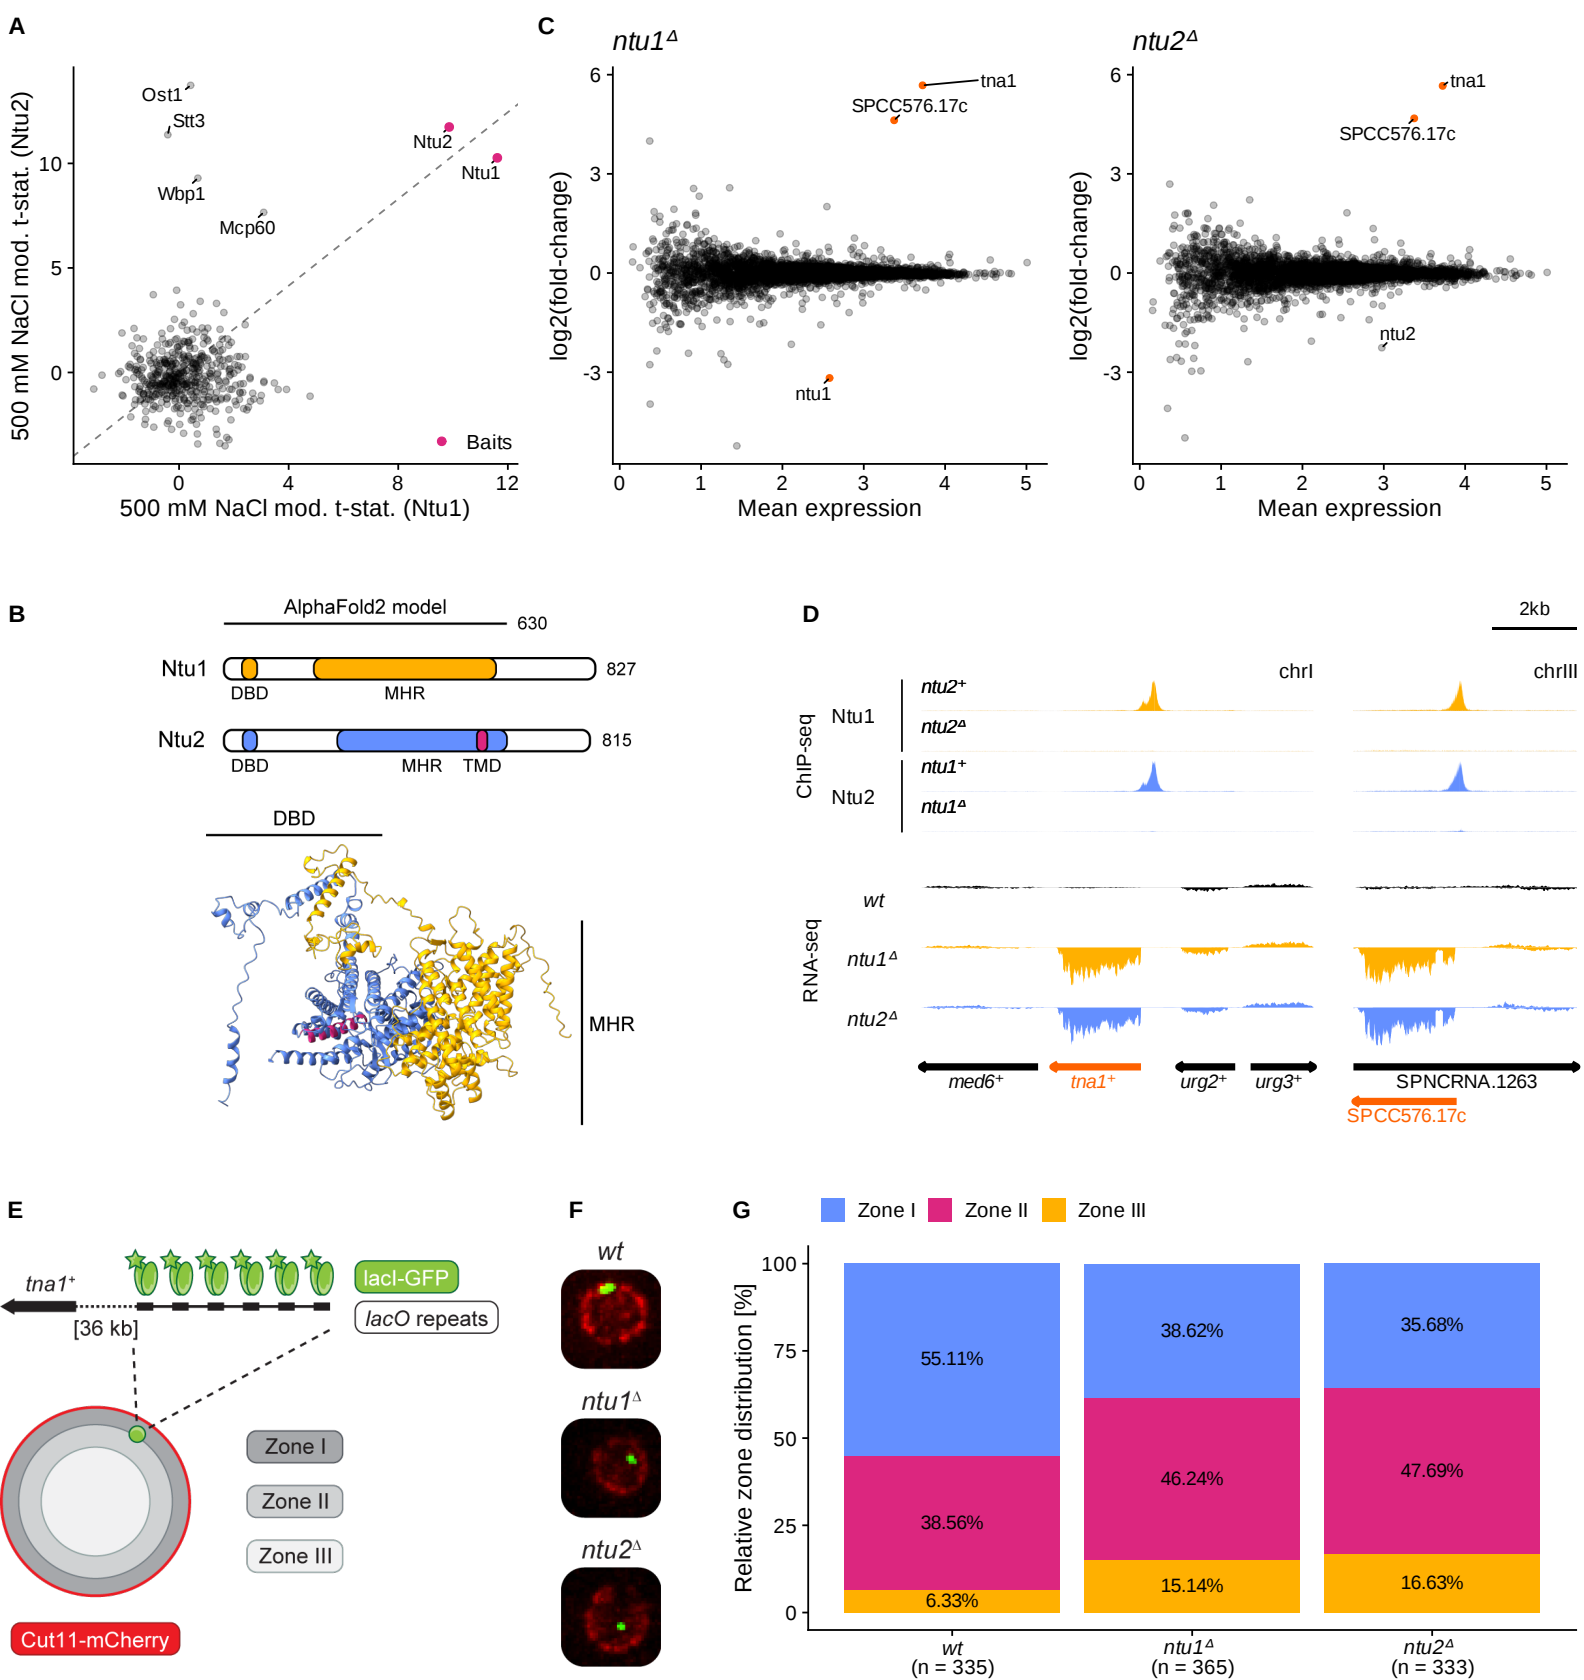 A
500 mM NaCl mod. t-stat. (Ntu2)
10
5
0
Ost1
Stt3
Wbp1
Mcp60
Ntu2
Ntu1
Baits
0 4 8 12
500 mM NaCl mod. t-stat. (Ntu1)
C
ntu1Δ
log2(fold-change)
6
3
0
-3
tna1
SPCC576.17c
ntu1
0 1 2 3 4 5
Mean expression
ntu2Δ
log2(fold-change)
6
3
0
-3
tna1
SPCC576.17c
ntu2
0 1 2 3 4 5
Mean expression
B
AlphaFold2 model
630
Ntu1
827
DBD MHR
Ntu2
815
DBD MHR TMD
DBD
MHR
D
2kb
chrI
chrIII
ChIP-seq
Ntu1
ntu2+
ntu2Δ
Ntu2
ntu1+
ntu1Δ
RNA-seq
wt
ntu1Δ
ntu2Δ
med6+ tna1+ urg2+ urg3+ SPNCRNA.1263
SPCC576.17c
E
tna1+
[36 kb]
lacI-GFP
lacO repeats
Zone I
Zone II
Zone III
Cut11-mCherry
F
wt
ntu1Δ
ntu2Δ
G
Zone I Zone II Zone III
Relative zone distribution [%]
100
75
50
25
0
55.11%
38.56%
6.33%
38.62%
46.24%
15.14%
35.68%
47.69%
16.63%
wt ntu1Δ ntu2Δ
(n = 335) (n = 365) (n = 333)